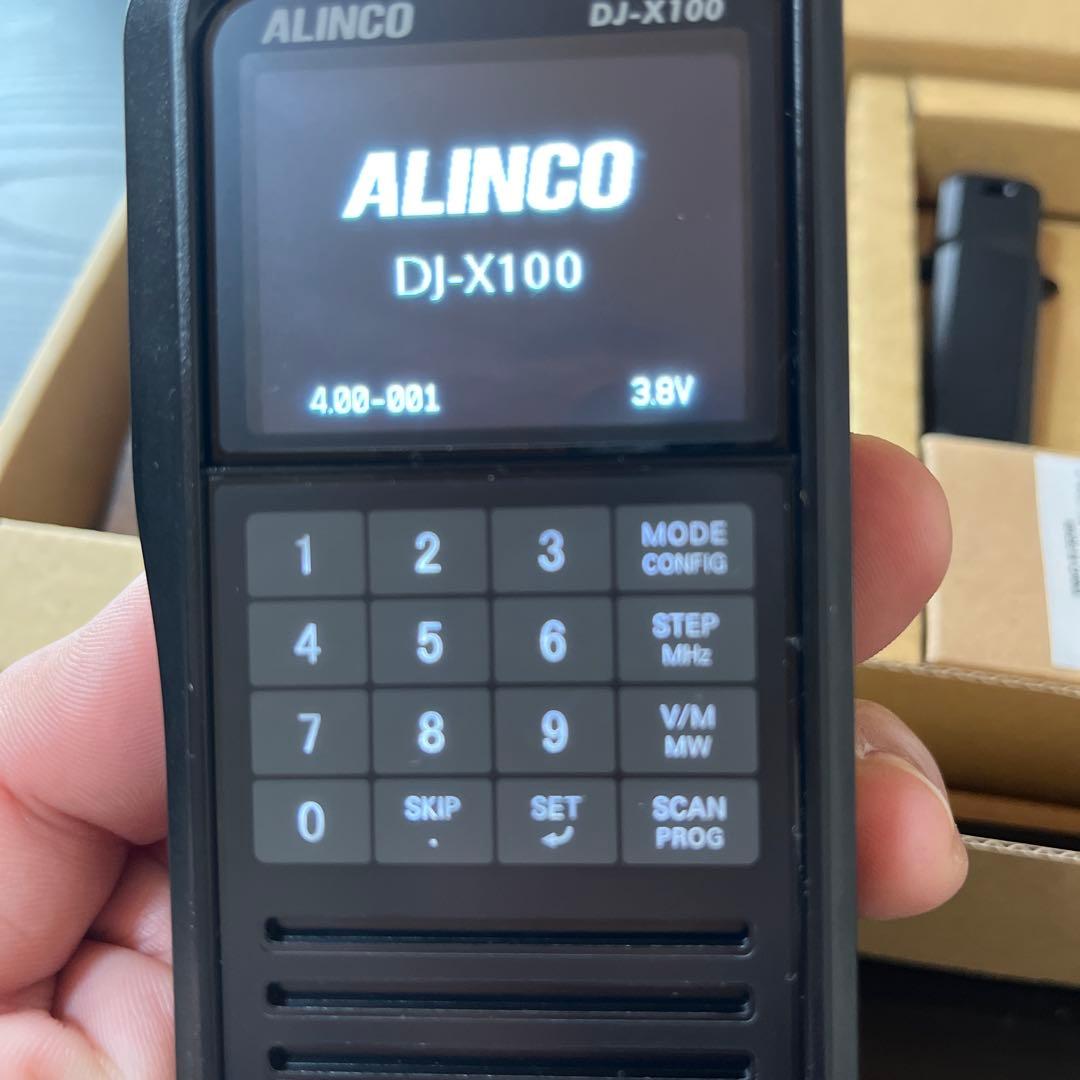 ALINCO DJ-X100
ALINCO
DJ-X100
4.00-001 3.8V
1 2 3 MODE
CONFIG
4 5 6 STEP
MHz
7 8 9 V/M
MW
0 SKIP SET SCAN
. PROG